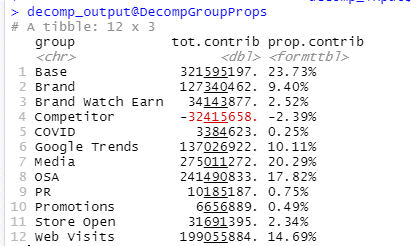 > decomp_output@DecompGroupProps
# A tibble: 12 x 3
group tot.contrib prop.contrib
<chr> <dbl> <formttbl>
1 Base 321595197. 23.73%
2 Brand 127340462. 9.40%
3 Brand Watch Earn 34143877. 2.52%
4 Competitor -32415658. -2.39%
5 COVID 3384623. 0.25%
6 Google Trends 137026922. 10.11%
7 Media 275011272. 20.29%
8 OSA 241490833. 17.82%
9 PR 10185187. 0.75%
10 Promotions 6656889. 0.49%
11 Store Open 31691395. 2.34%
12 Web Visits 199055884. 14.69%